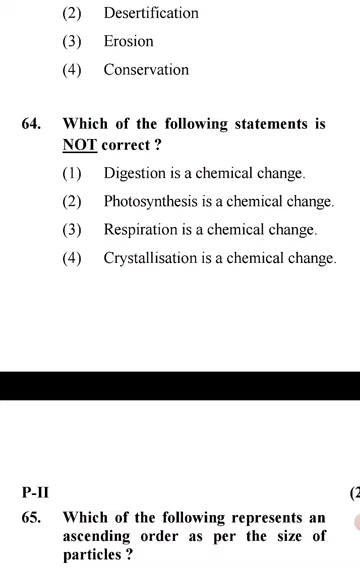 (2) Desertification
(3) Erosion
(4) Conservation
64. Which of the following statements is
NOT correct ?
(1) Digestion is a chemical change.
(2) Photosynthesis is a chemical change.
(3) Respiration is a chemical change.
(4) Crystallisation is a chemical change.
P-II (2
65. Which of the following represents an
ascending order as per the size of
particles ?